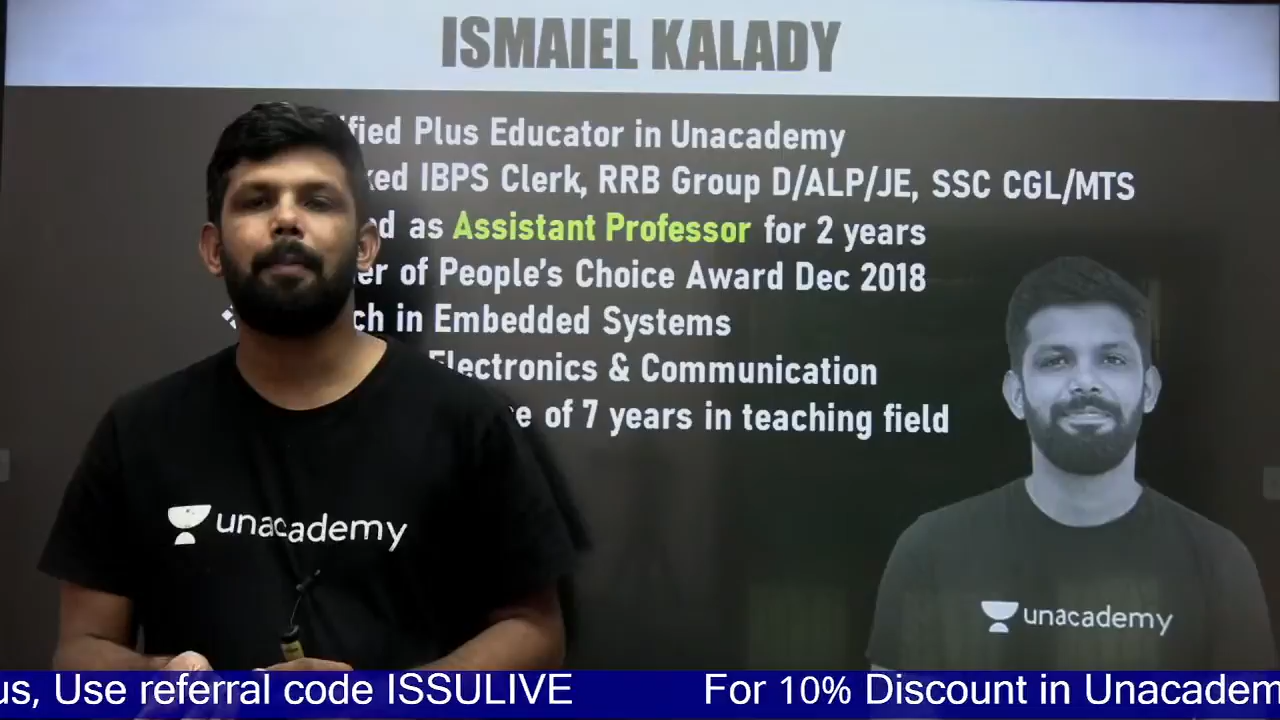 ISMAIEL KALADY
ified Plus Educator in Unacademy
ked IBPS Clerk, RRB Group D/ALP/JE, SSC CGL/MTS
d as Assistant Professor for 2 years
er of People's Choice Award Dec 2018
ch in Embedded Systems
Electronics & Communication
e of 7 years in teaching field
unacademy
unacademy
us, Use referral code ISSULIVE For 10% Discount in Unacadem